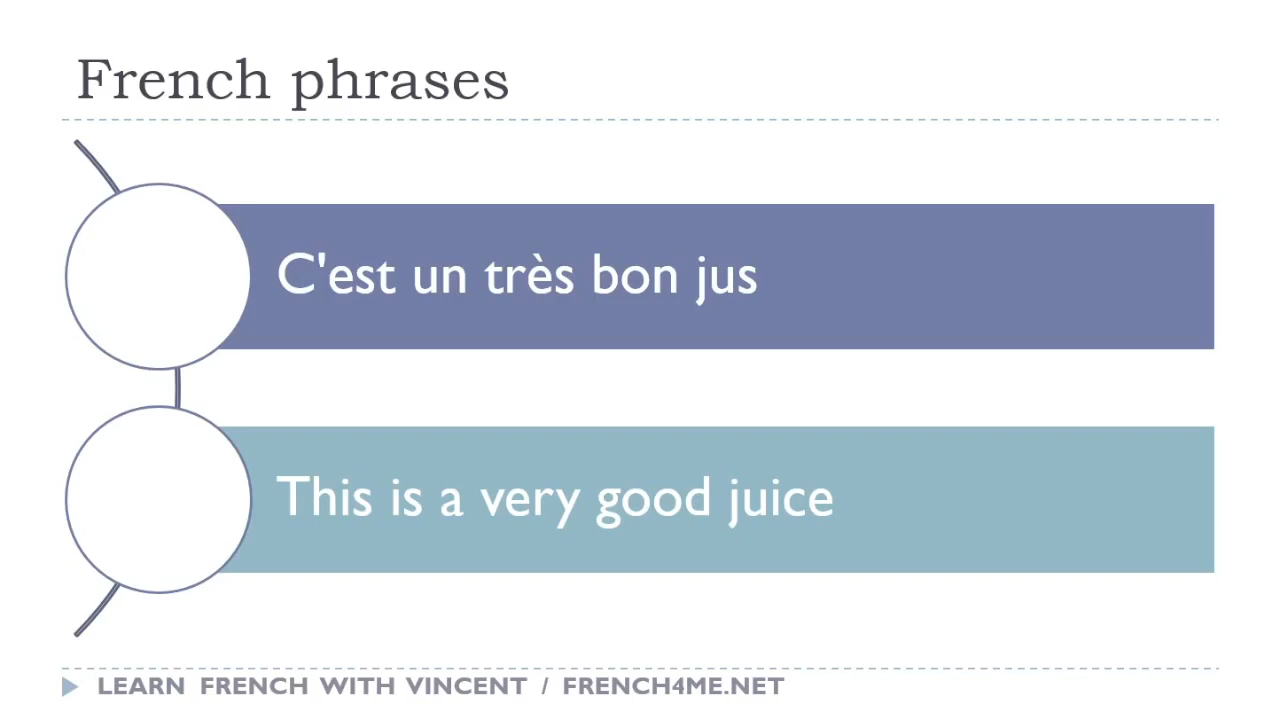 French phrases
C'est un très bon jus
This is a very good juice
LEARN FRENCH WITH VINCENT / FRENCH4ME.NET